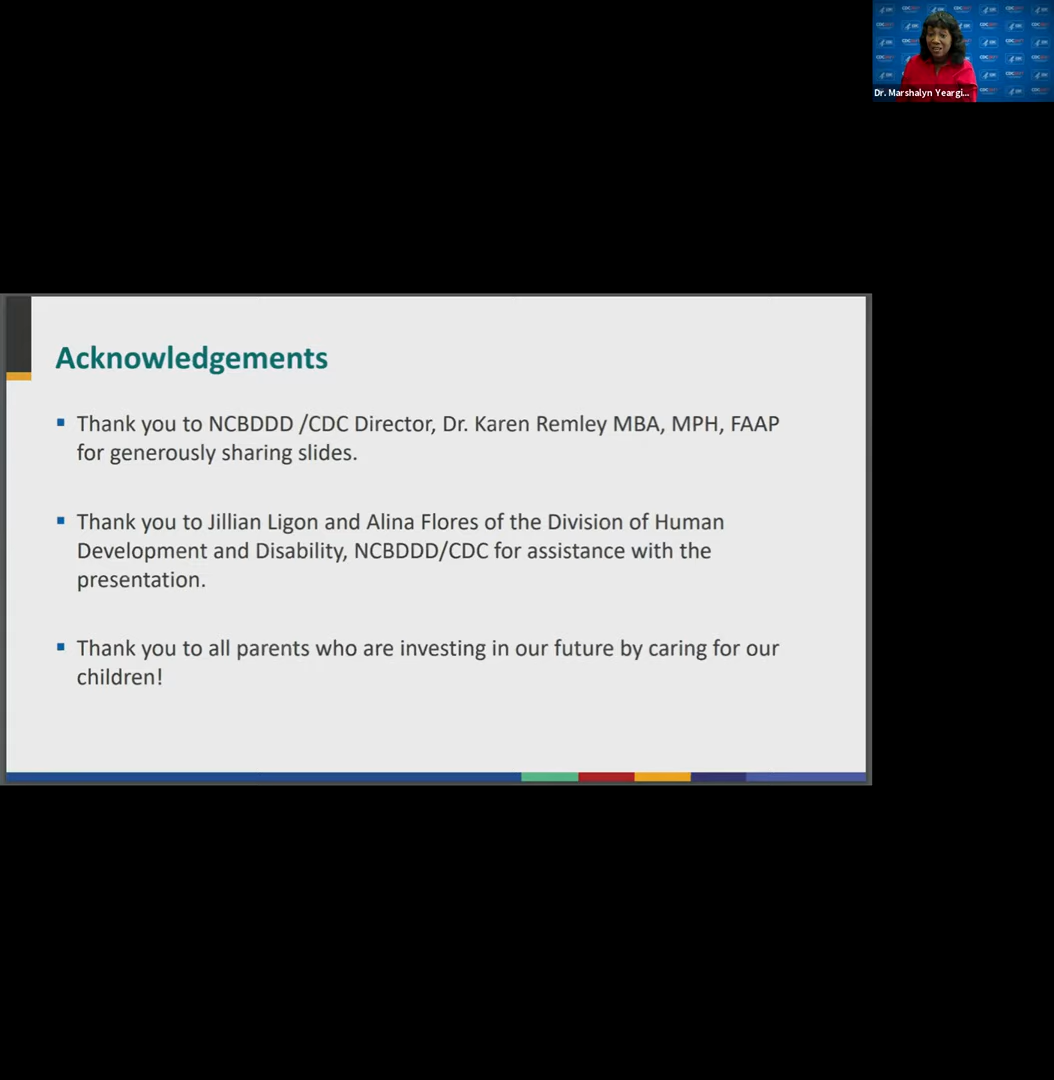 Dr. Marshalyn Yeargi...
Acknowledgements
▪ Thank you to NCBDDD /CDC Director, Dr. Karen Remley MBA, MPH, FAAP
for generously sharing slides.
▪ Thank you to Jillian Ligon and Alina Flores of the Division of Human
Development and Disability, NCBDDD/CDC for assistance with the
presentation.
▪ Thank you to all parents who are investing in our future by caring for our
children!